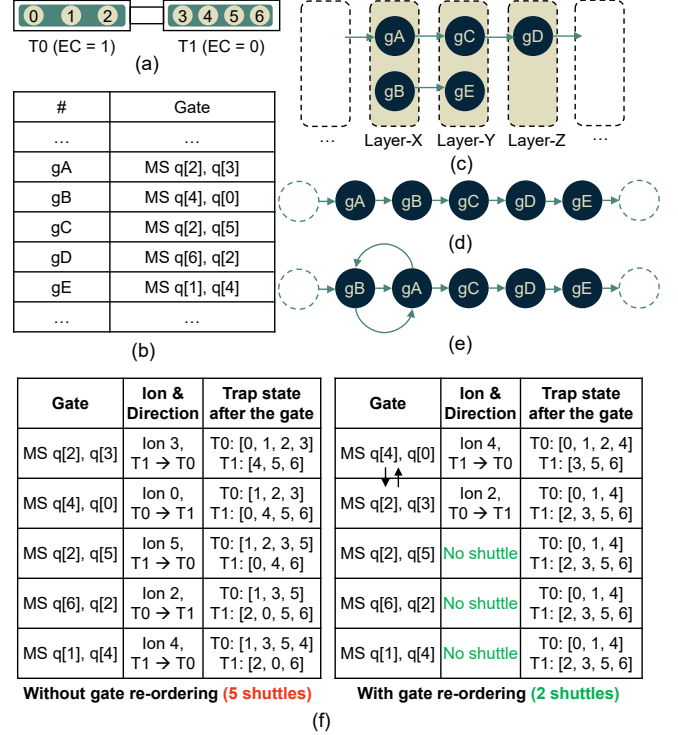 0 1 2 3 4 5 6
T0 (EC = 1) T1 (EC = 0)
(a)
# Gate
... ...
gA MS q[2], q[3]
gB MS q[4], q[0]
gC MS q[2], q[5]
gD MS q[6], q[2]
gE MS q[1], q[4]
... ...
(b)
gA gC gD
gB gE
... Layer-X Layer-Y Layer-Z ...
(c)
gA gB gC gD gE
(d)
gB gA gC gD gE
(e)
Gate Ion & Direction Trap state after the gate
MS q[2], q[3] Ion 3, T1 → T0 T0: [0, 1, 2, 3] T1: [4, 5, 6]
MS q[4], q[0] Ion 0, T0 → T1 T0: [1, 2, 3] T1: [0, 4, 5, 6]
MS q[2], q[5] Ion 5, T1 → T0 T0: [1, 2, 3, 5] T1: [0, 4, 6]
MS q[6], q[2] Ion 2, T0 → T1 T0: [1, 3, 5] T1: [2, 0, 5, 6]
MS q[1], q[4] Ion 4, T1 → T0 T0: [1, 3, 5, 4] T1: [2, 0, 6]
Without gate re-ordering (5 shuttles)
Gate Ion & Direction Trap state after the gate
MS q[4], q[0] Ion 4, T1 → T0 T0: [0, 1, 2, 4] T1: [3, 5, 6]
MS q[2], q[3] Ion 2, T0 → T1 T0: [0, 1, 4] T1: [2, 3, 5, 6]
MS q[2], q[5] No shuttle T0: [0, 1, 4] T1: [2, 3, 5, 6]
MS q[6], q[2] No shuttle T0: [0, 1, 4] T1: [2, 3, 5, 6]
MS q[1], q[4] No shuttle T0: [0, 1, 4] T1: [2, 3, 5, 6]
With gate re-ordering (2 shuttles)
(f)